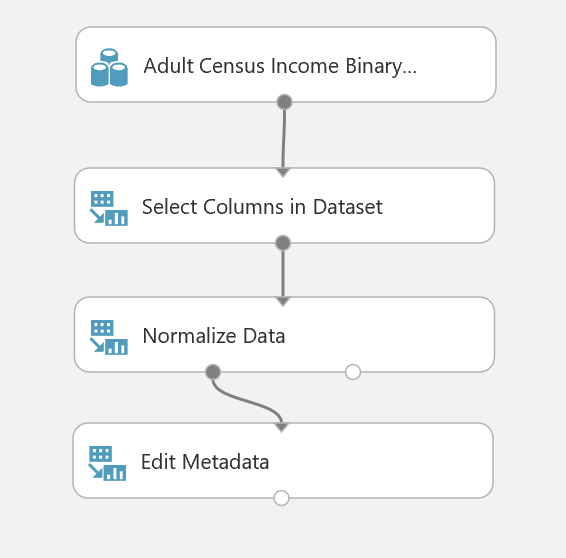 Adult Census Income Binary...
Select Columns in Dataset
Normalize Data
Edit Metadata